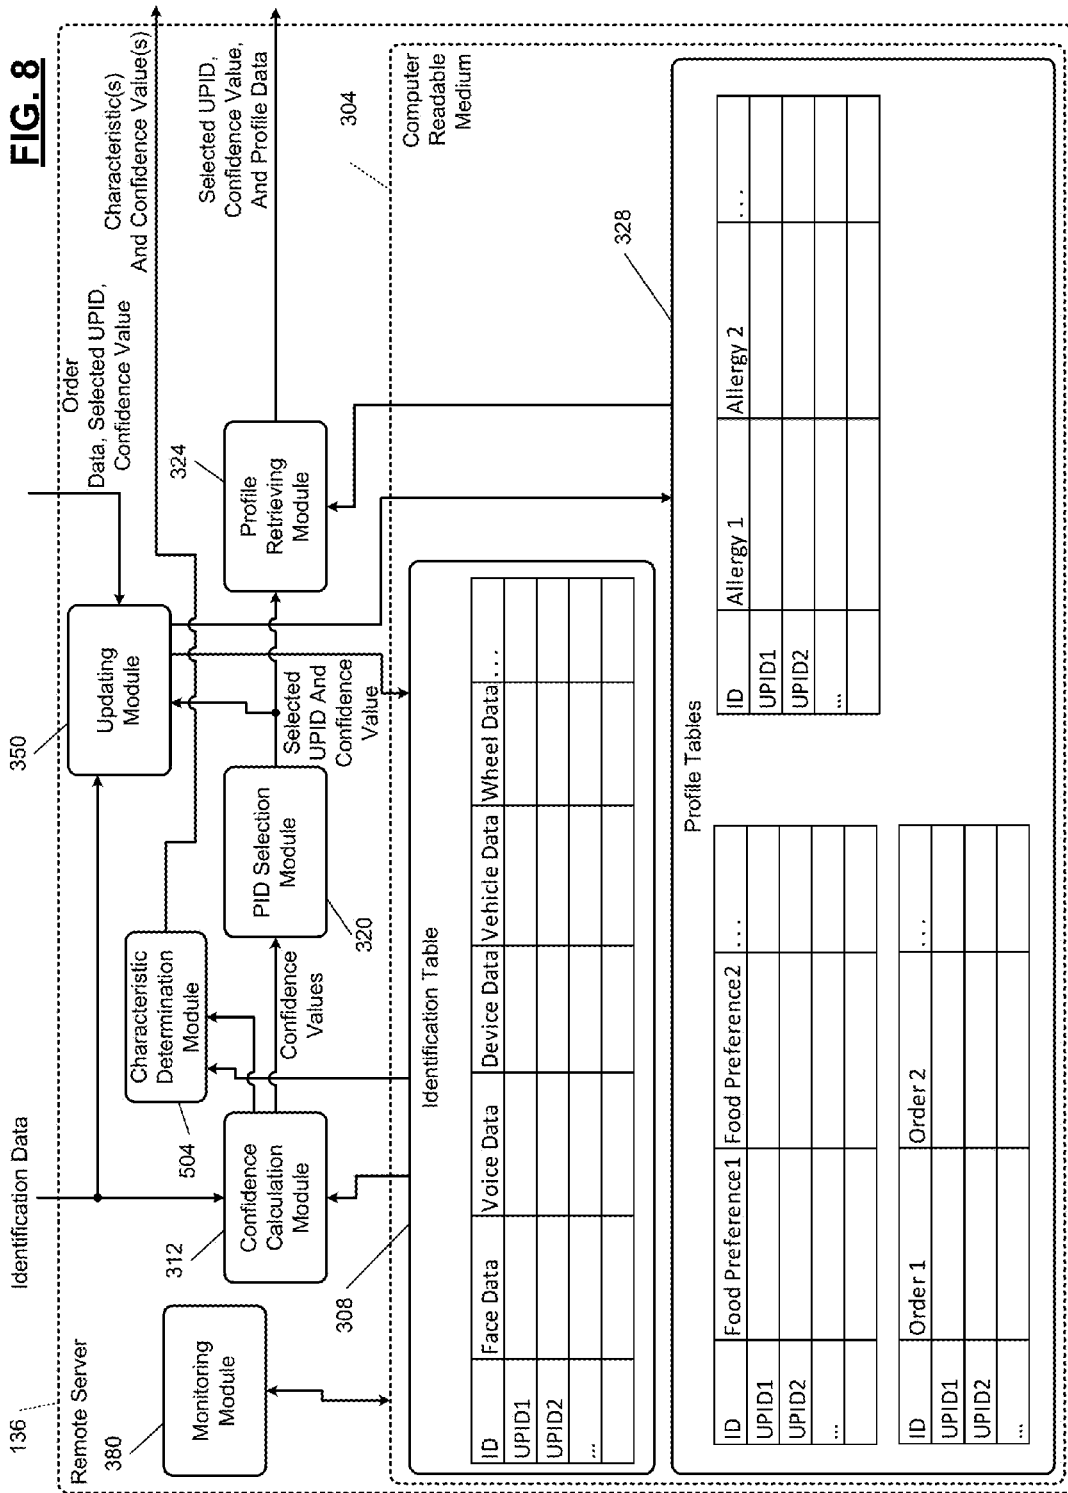 FIG. 8
136
Remote Server
Identification Data
350
Order
Data, Selected UPID,
Confidence Value
Characteristic(s)
And Confidence Value(s)
380
Monitoring
Module
312
Confidence
Calculation
Module
504
Characteristic
Determination
Module
Updating
Module
Confidence
Values
PID Selection
Module
320
Selected
UPID And
Confidence
Value
324
Profile
Retrieving
Module
Selected UPID,
Confidence Value,
And Profile Data
304
Computer
Readable
Medium
308
Identification Table
ID Face Data Voice Data Device Data Vehicle Data Wheel Data ...
UPID1
UPID2
...
328
Profile Tables
ID Food Preference1 Food Preference2 ...
UPID1
UPID2
...
ID Allergy 1 Allergy 2 ...
UPID1
UPID2
...
ID Order 1 Order 2 ...
UPID1
UPID2
...